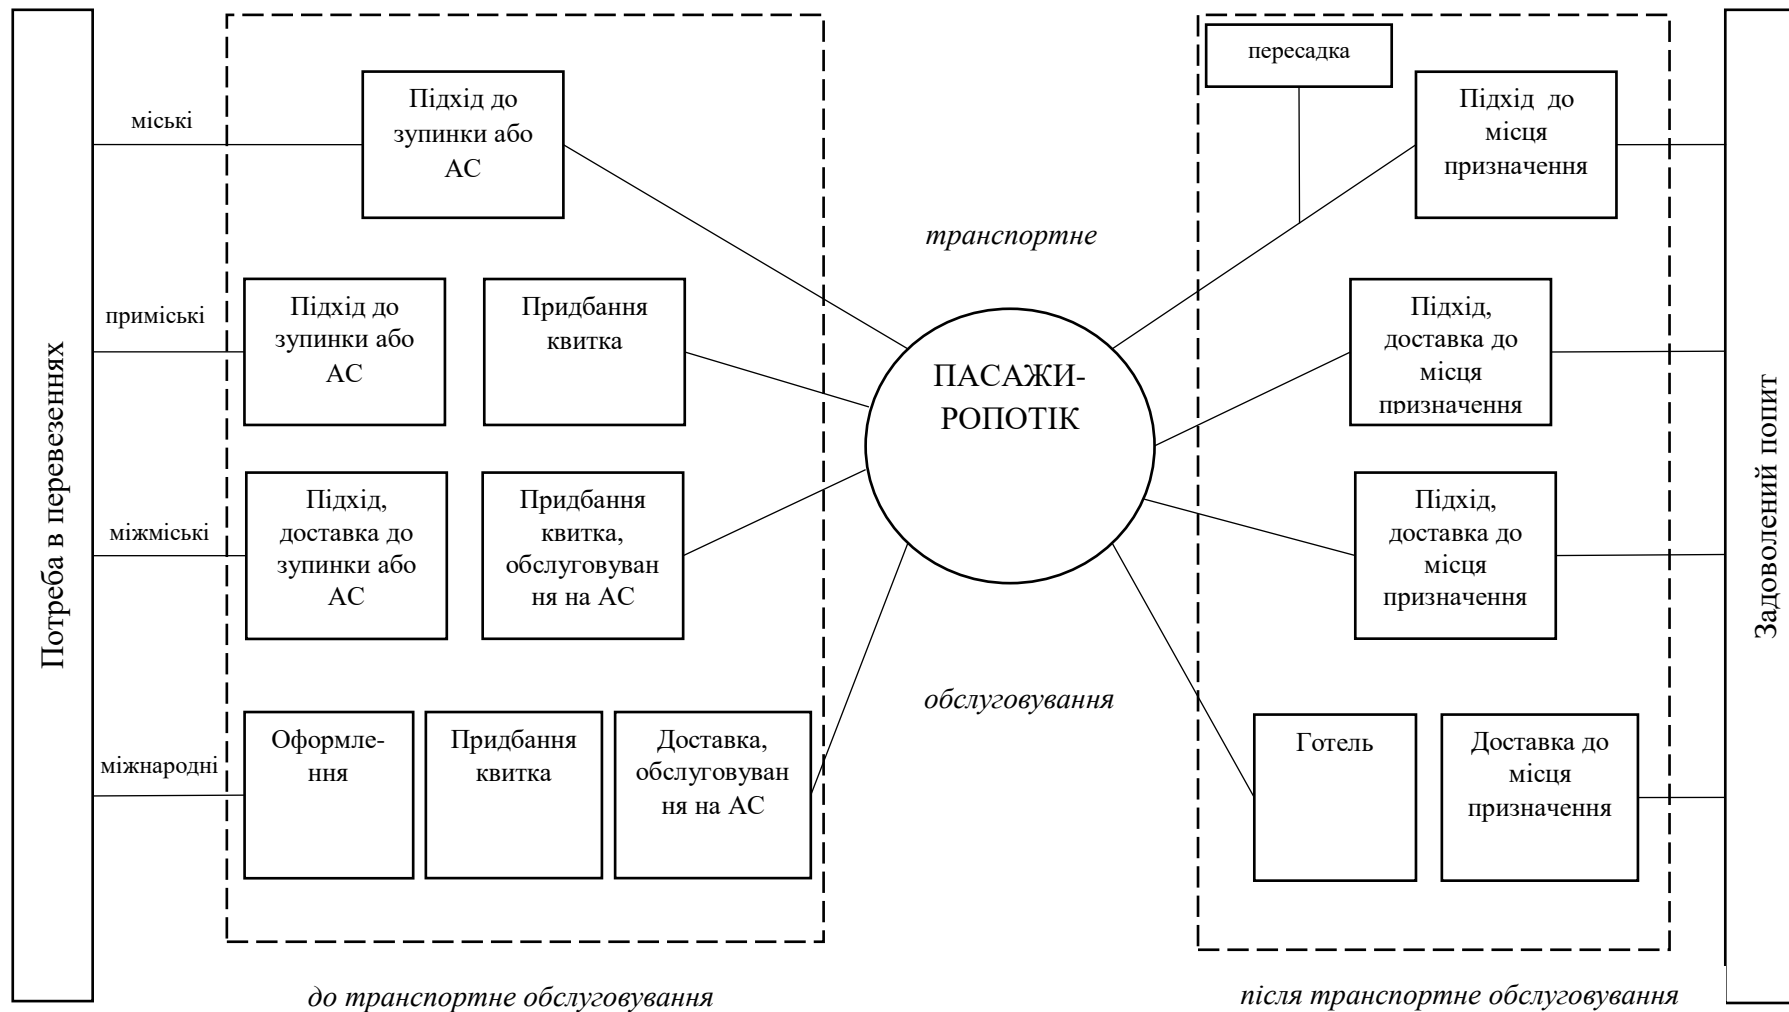 Потреба в перевезеннях
міські
Підхід до
зупинки або
АС
приміські
Підхід до
зупинки або
АС
Придбання
квитка
міжміські
Підхід,
доставка до
зупинки або
АС
Придбання
квитка,
обслуговуван
ня на АС
міжнародні
Оформле-
ння
Придбання
квитка
Доставка,
обслуговуван
ня на АС
до транспортне обслуговування
транспортне
ПАСАЖИ-
РОПОТІК
обслуговування
пересадка
Підхід до
місця
призначення
Підхід,
доставка до
місця
призначення
Підхід,
доставка до
місця
призначення
Готель
Доставка до
місця
призначення
після транспортне обслуговування
Задоволений попит